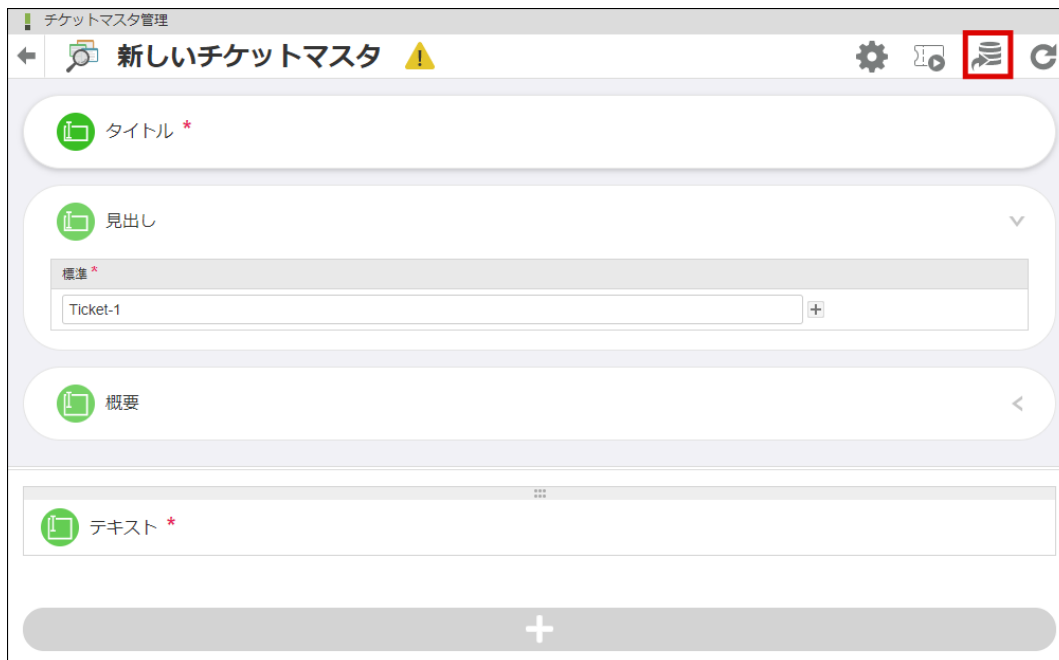 チケットマスタ管理
新しいチケットマスタ
タイトル *
見出し
標準 *
Ticket-1
概要
テキスト *